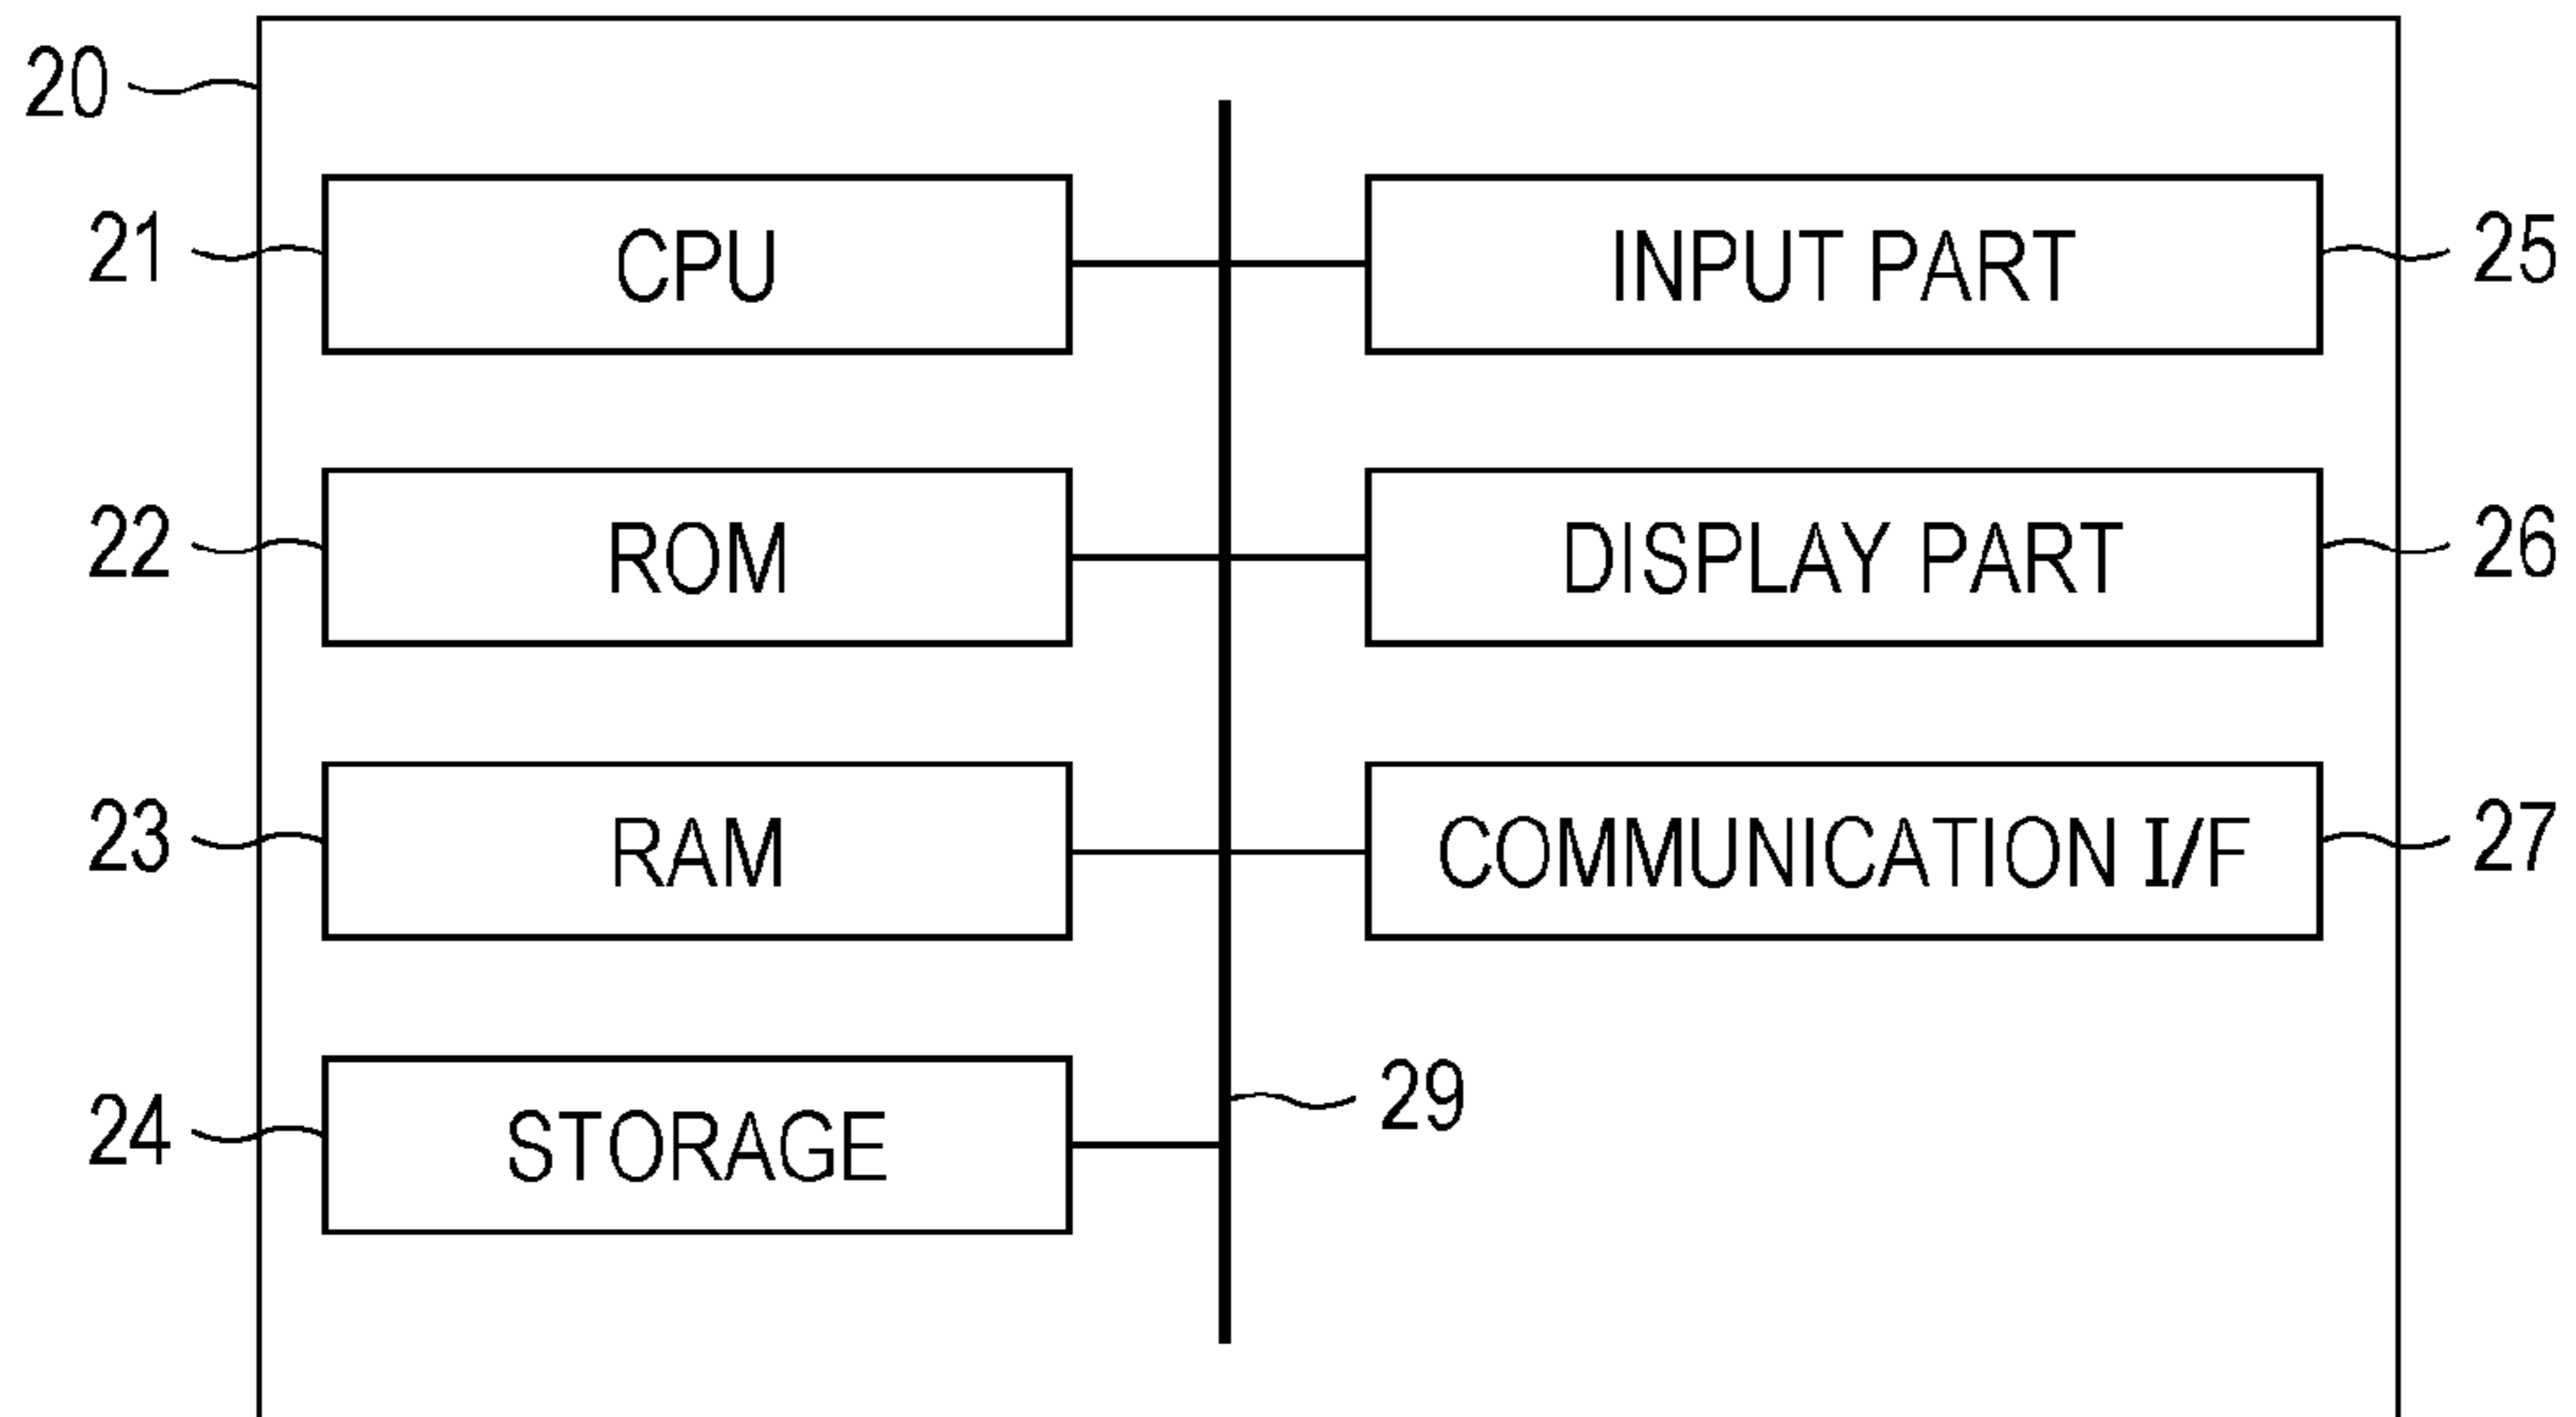 20
21 CPU INPUT PART 25
22 ROM DISPLAY PART 26
23 RAM COMMUNICATION I/F 27
24 STORAGE 29